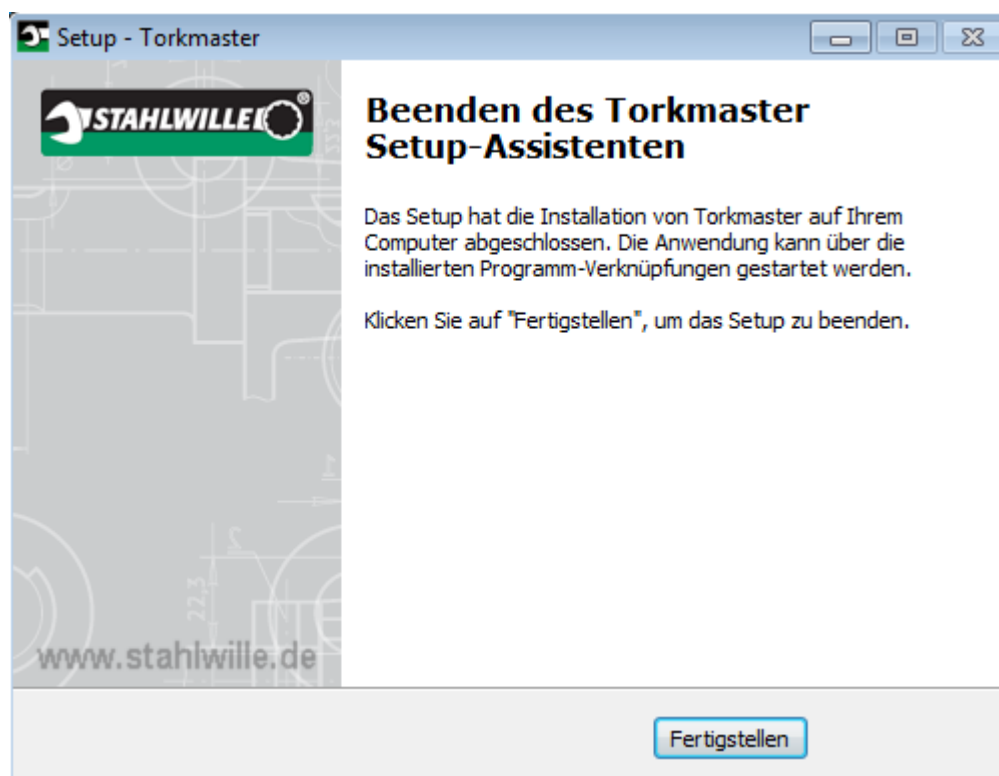 Setup - Torkmaster
STAHLWILLE®
Beenden des Torkmaster
Setup-Assistenten
Das Setup hat die Installation von Torkmaster auf Ihrem
Computer abgeschlossen. Die Anwendung kann über die
installierten Programm-Verknüpfungen gestartet werden.
Klicken Sie auf "Fertigstellen", um das Setup zu beenden.
22,3
www.stahlwille.de
Fertigstellen